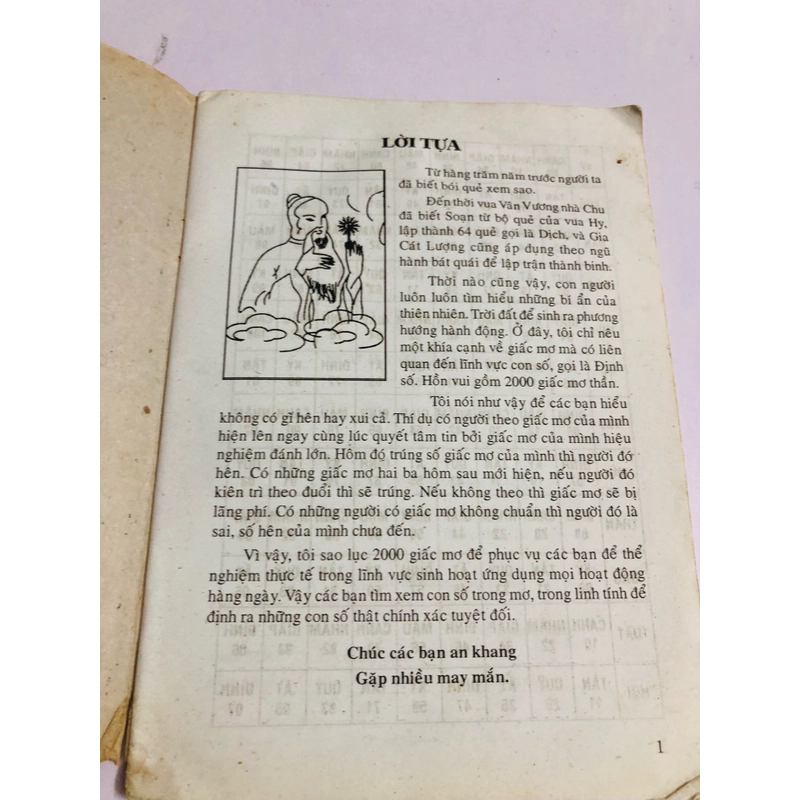 LỜI TỰA
Từ hàng trăm năm trước người ta
đã biết bói quẻ xem sao.
Đến thời vua Văn Vương nhà Chu
đã biết Soạn từ bộ quẻ của vua Hy,
lập thành 64 quẻ gọi là Dịch, và Gia
Cát Lượng cũng áp dụng theo ngũ
hành bát quái để lập trận thành binh.
Thời nào cũng vậy, con người
luôn luôn tìm hiểu những bí ẩn của
thiên nhiên. Trời đất để sinh ra phương
hướng hành động. Ở đây, tôi chỉ nêu
một khía cạnh về giấc mơ mà có liên
quan đến lĩnh vực con số, gọi là Định
số. Hồn vui gồm 2000 giấc mơ thần.
Tôi nói như vậy để các bạn hiểu
không có gĩ hên hay xui cả. Thí dụ có người theo giấc mơ của mình
hiện lên ngay cùng lúc quyết tâm tin bởi giấc mơ của mình hiệu
nghiệm đánh lớn. Hôm đó trúng số giấc mơ của mình thì người đó
hên. Có những giấc mơ hai ba hôm sau mới hiện, nếu người đó
kiên trì theo đuổi thì sẽ trúng. Nếu không theo thì giấc mơ sẽ bị
lãng phí. Có những người có giấc mơ không chuẩn thì người đó là
sai, số hên của mình chưa đến.
Vì vậy, tôi sao lục 2000 giấc mơ để phục vụ các bạn để thể
nghiệm thực tế trong lĩnh vực sinh hoạt ứng dụng mọi hoạt động
hàng ngày. Vậy các bạn tìm xem con số trong mơ, trong linh tính để
định ra những con số thật chính xác tuyệt đối.
Chúc các bạn an khang
Gặp nhiều may mắn.
1